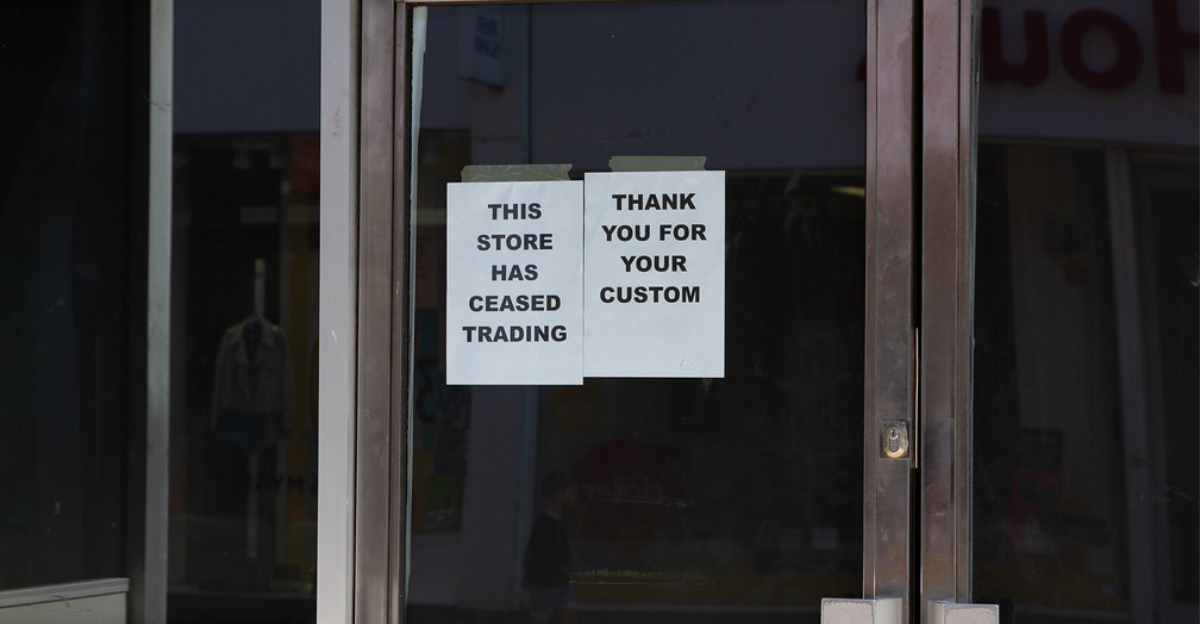 THIS
STORE
HAS
CEASED
TRADING
THANK
YOU FOR
YOUR
CUSTOM